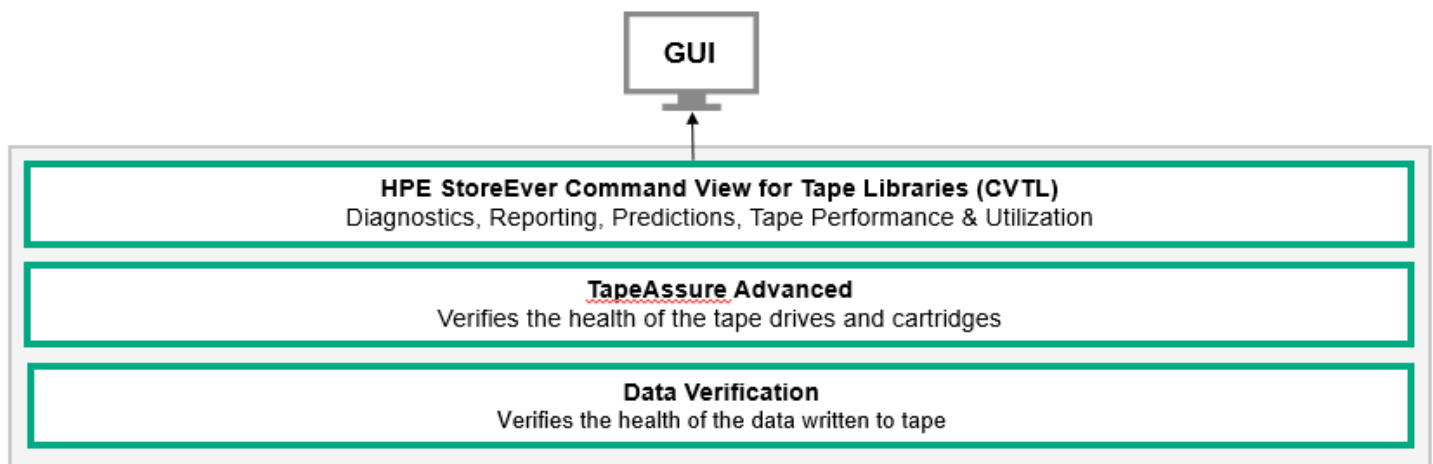 GUI
HPE StoreEver Command View for Tape Libraries (CVTL)
Diagnostics, Reporting, Predictions, Tape Performance & Utilization
TapeAssure Advanced
Verifies the health of the tape drives and cartridges
Data Verification
Verifies the health of the data written to tape